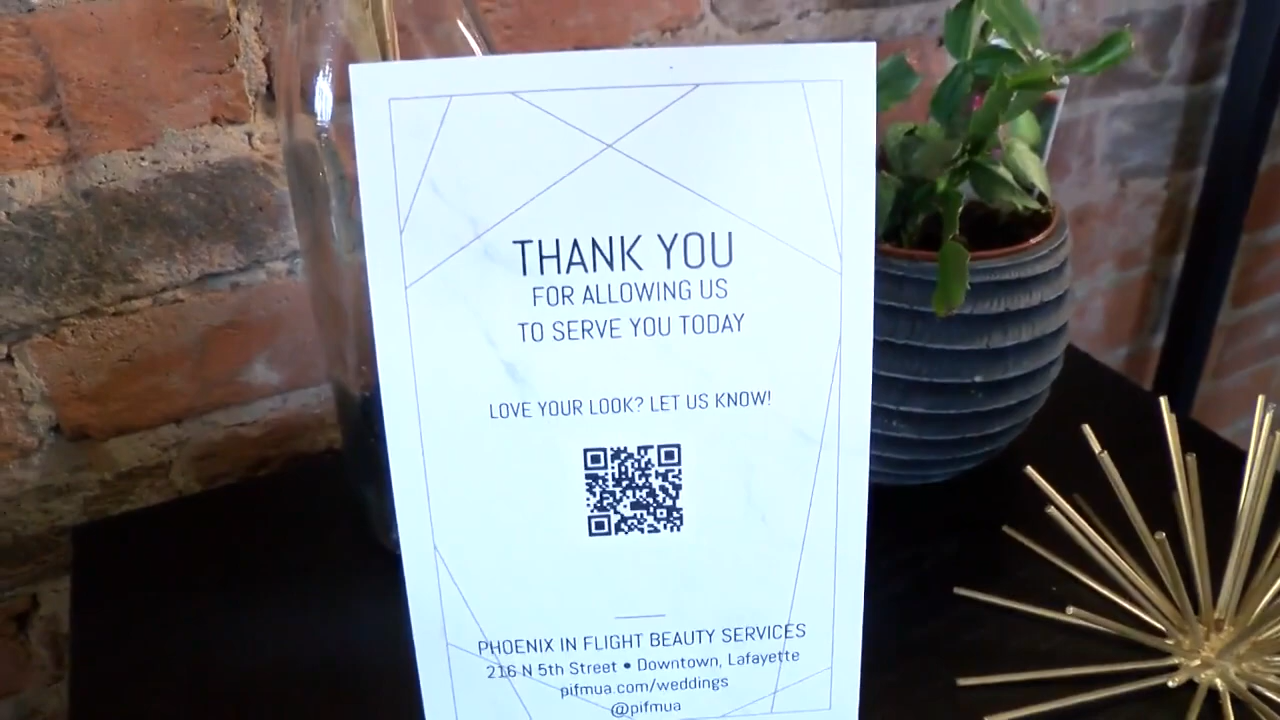 THANK YOU
FOR ALLOWING US
TO SERVE YOU TODAY
LOVE YOUR LOOK? LET US KNOW!
PHOENIX IN FLIGHT BEAUTY SERVICES
216 N 5th Street • Downtown, Lafayette
pifmua.com/weddings
@pifmua